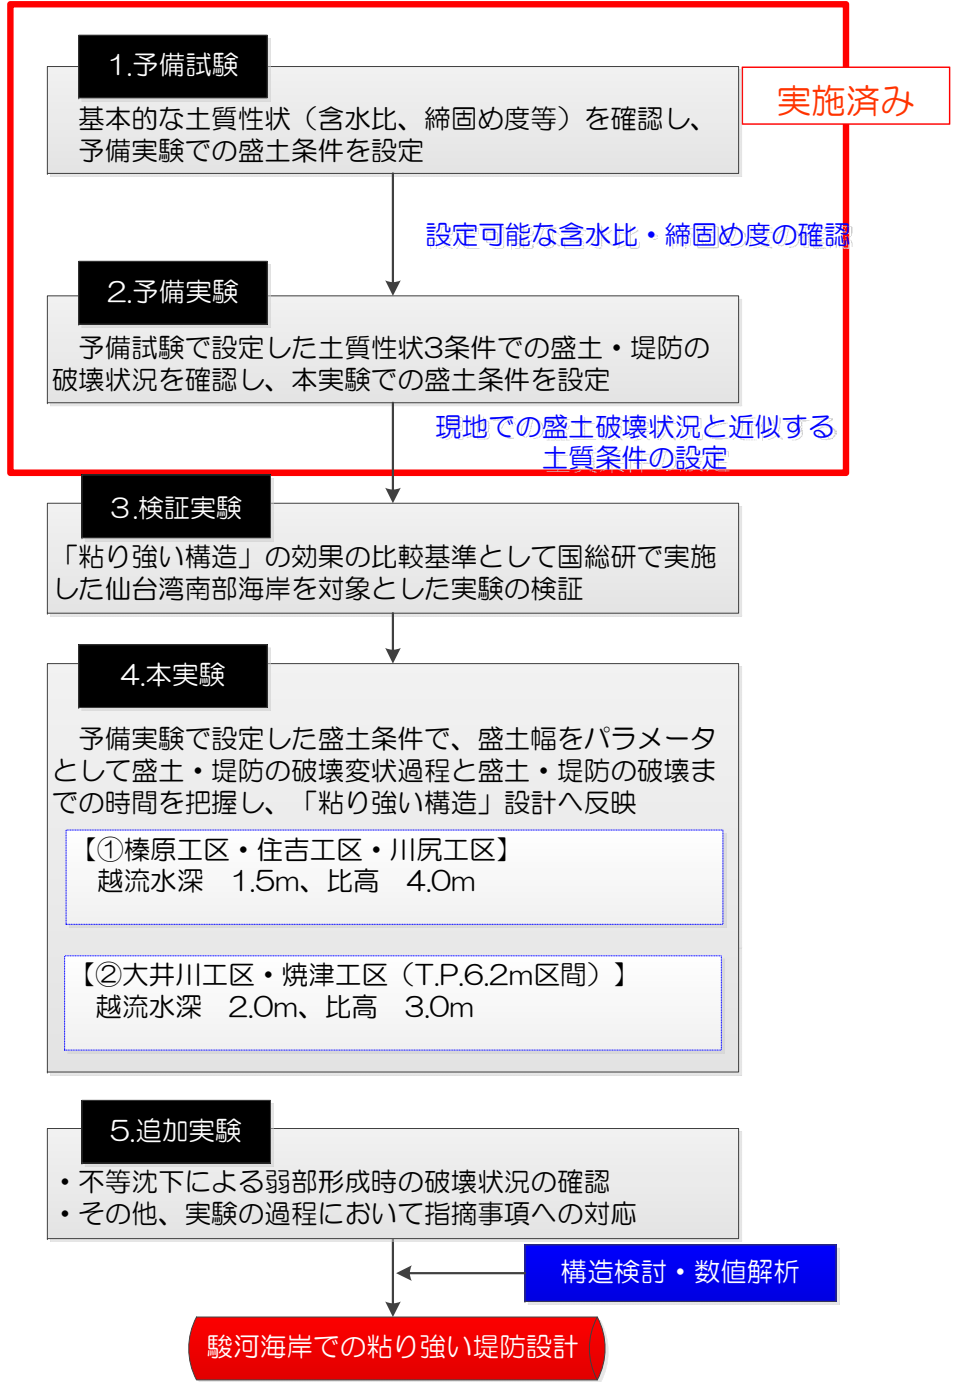 1.予備試験
実施済み
基本的な土質性状（含水比、締固め度等）を確認し、
予備実験での盛土条件を設定
設定可能な含水比・締固め度の確認
2.予備実験
予備試験で設定した土質性状3条件での盛土・堤防の
破壊状況を確認し、本実験での盛土条件を設定
現地での盛土破壊状況と近似する
土質条件の設定
3.検証実験
「粘り強い構造」の効果の比較基準として国総研で実施
した仙台湾南部海岸を対象とした実験の検証
4.本実験
予備実験で設定した盛土条件で、盛土幅をパラメータ
として盛土・堤防の破壊変状過程と盛土・堤防の破壊ま
での時間を把握し、「粘り強い構造」設計へ反映
【①榛原工区・住吉工区・川尻工区】
越流水深　1.5m、比高　4.0m
【②大井川工区・焼津工区（T.P.6.2m区間）】
越流水深　2.0m、比高　3.0m
5.追加実験
・不等沈下による弱部形成時の破壊状況の確認
・その他、実験の過程において指摘事項への対応
構造検討・数値解析
駿河海岸での粘り強い堤防設計